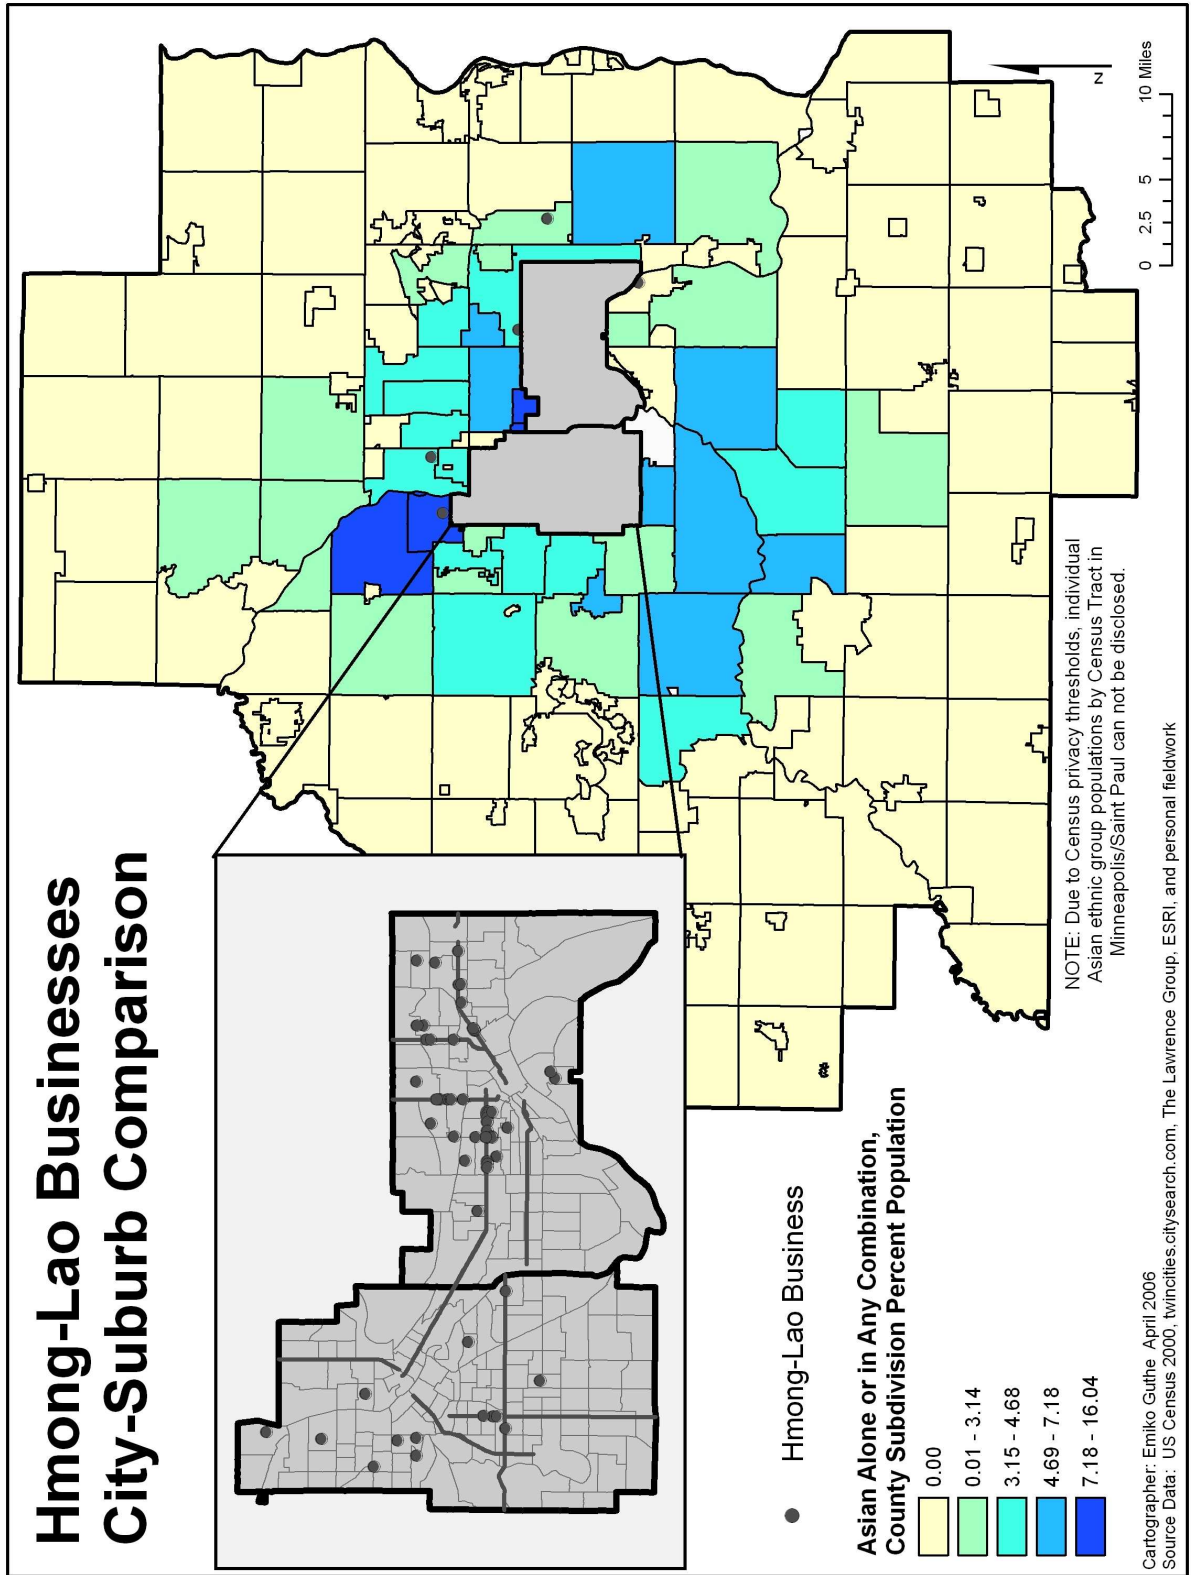 Hmong-Lao Businesses
City-Suburb Comparison
Hmong-Lao Business
Asian Alone or in Any Combination,
County Subdivision Percent Population
0.00
0.01 - 3.14
3.15 - 4.68
4.69 - 7.18
7.18 - 16.04
NOTE: Due to Census privacy thresholds, individual
Asian ethnic group populations by Census Tract in
Minneapolis/Saint Paul can not be disclosed.
N
0 2.5 5 10 Miles
Cartographer: Emiko Guthe April 2006
Source Data: US Census 2000, twincities.citysearch.com, The Lawrence Group, ESRI, and personal fieldwork